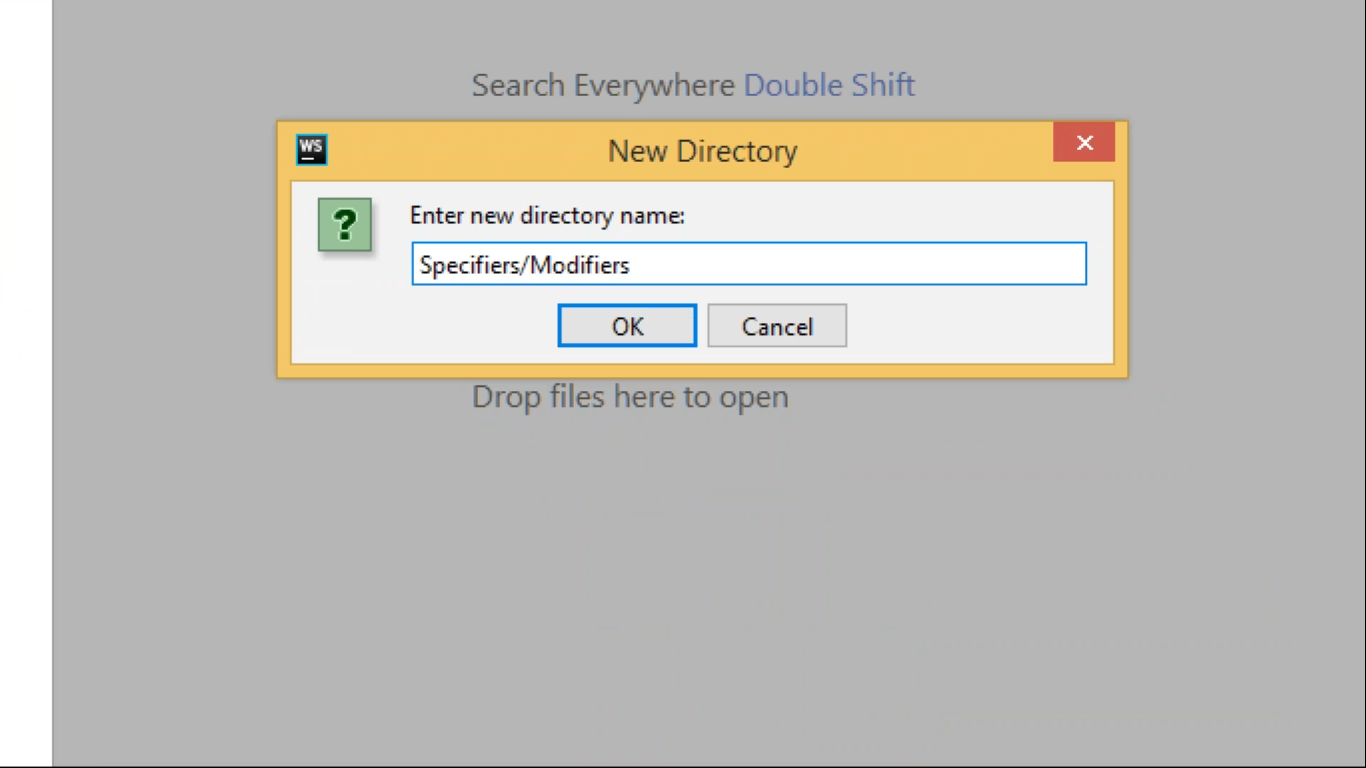 Search Everywhere Double Shift
WS
New Directory
?
Enter new directory name:
Specifiers/Modifiers
OK Cancel
Drop files here to open